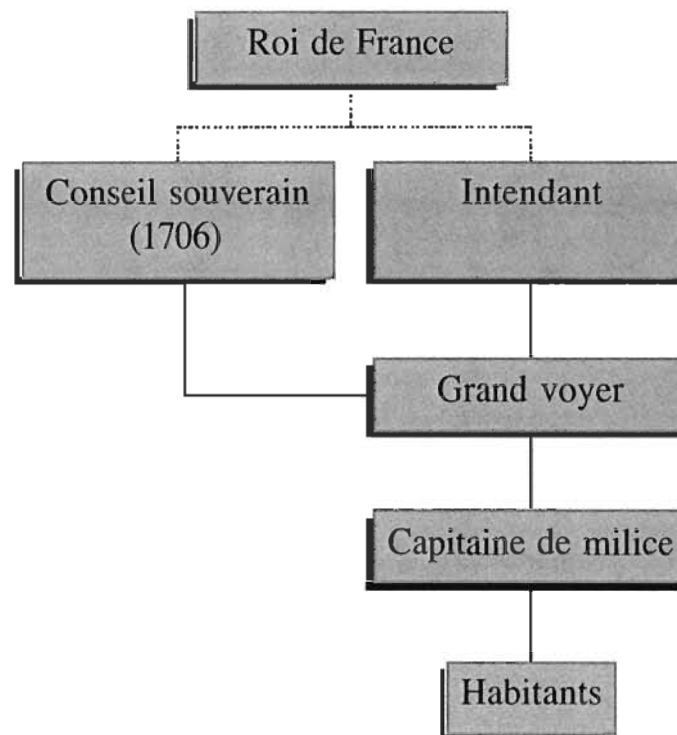 Roi de France
Conseil souverain
(1706)
Intendant
Grand voyer
Capitaine de milice
Habitants